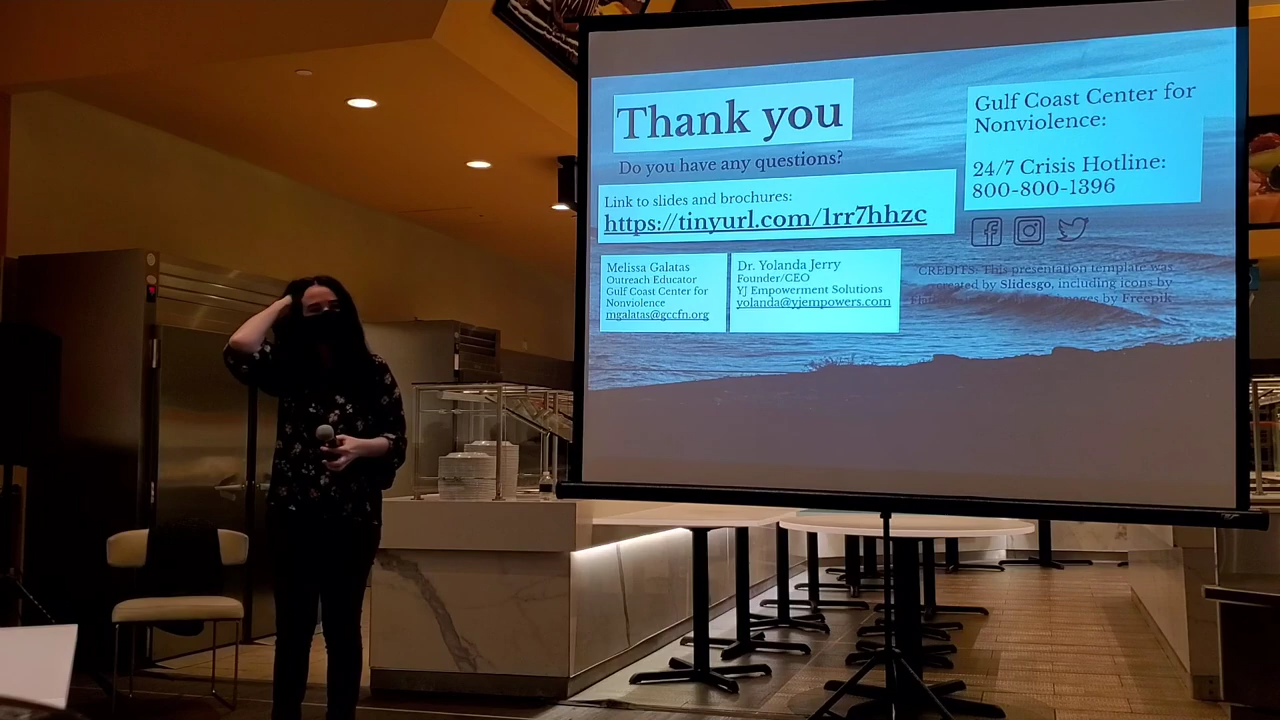 Thank you
Do you have any questions?
Link to slides and brochures:
https://tinyurl.com/1rr7hhzc
Melissa Galatas
Outreach Educator
Gulf Coast Center for
Nonviolence
mgalatas@gccfn.org
Dr. Yolanda Jerry
Founder/CEO
YJ Empowerment Solutions
yolanda@yjempowers.com
Gulf Coast Center for
Nonviolence:
24/7 Crisis Hotline:
800-800-1396
CREDITS: This presentation template was
created by Slidesgo, including icons by
images by Freepik